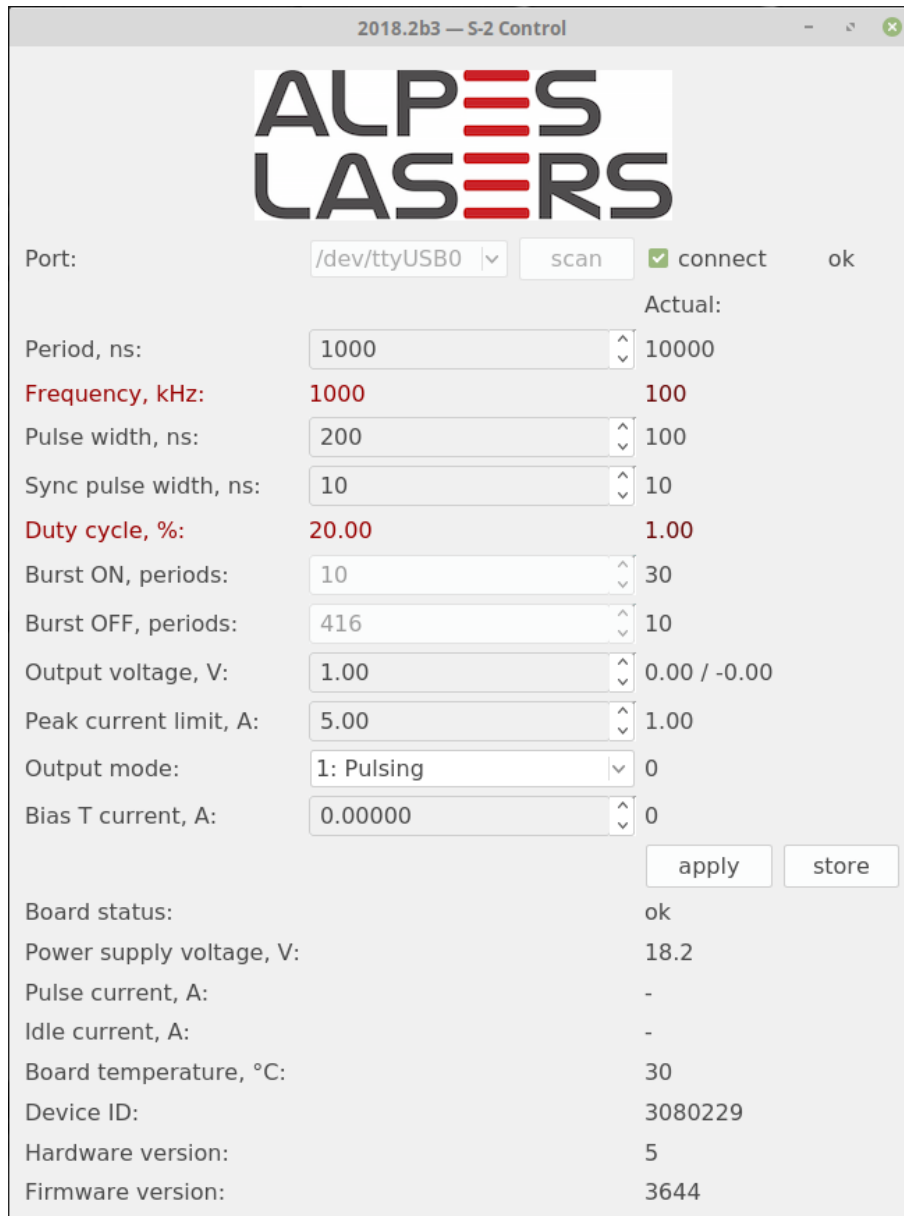 2018.2b3 — S-2 Control
ALPES
LASERS
Port: /dev/ttyUSB0 scan connect ok
Actual:
Period, ns: 1000 10000
Frequency, kHz: 1000 100
Pulse width, ns: 200 100
Sync pulse width, ns: 10 10
Duty cycle, %: 20.00 1.00
Burst ON, periods: 10 30
Burst OFF, periods: 416 10
Output voltage, V: 1.00 0.00 / -0.00
Peak current limit, A: 5.00 1.00
Output mode: 1: Pulsing 0
Bias T current, A: 0.00000 0
apply store
Board status: ok
Power supply voltage, V: 18.2
Pulse current, A: -
Idle current, A: -
Board temperature, °C: 30
Device ID: 3080229
Hardware version: 5
Firmware version: 3644